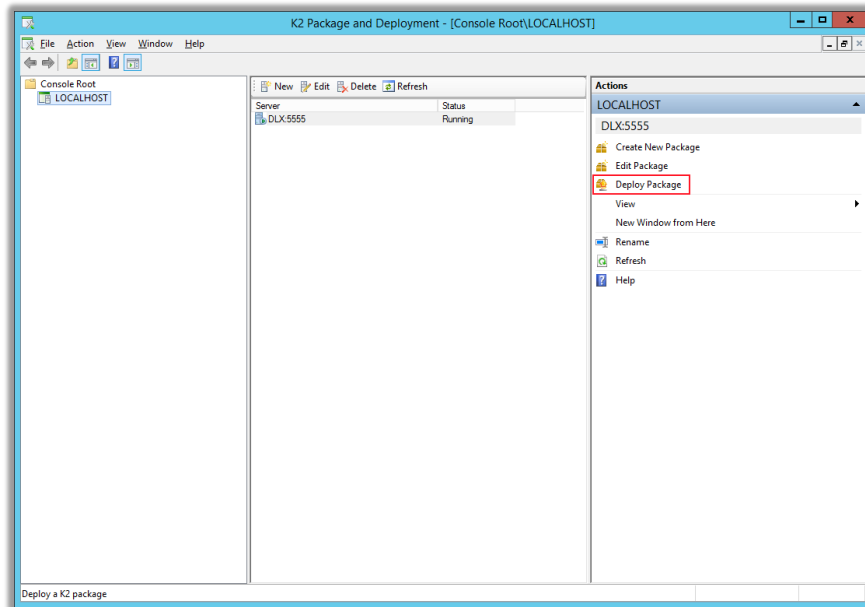 K2 Package and Deployment - [Console Root\LOCALHOST]
File Action View Window Help
Console Root
LOCALHOST
New Edit Delete Refresh
Server Status
DLX:5555 Running
Actions
LOCALHOST
DLX:5555
Create New Package
Edit Package
Deploy Package
View
New Window from Here
Rename
Refresh
Help
Deploy a K2 package